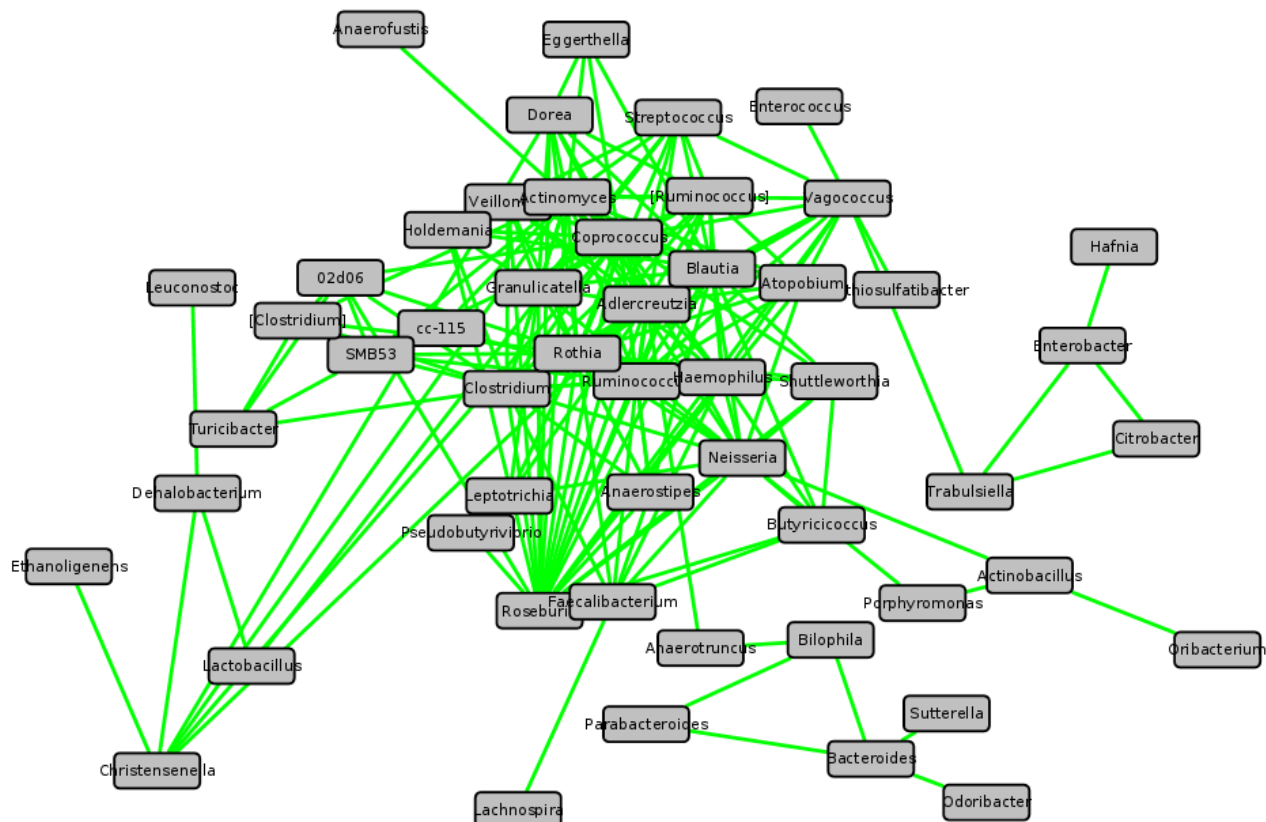 Anaerofustis
Eggerthella
Dorea
Streptococcus
Enterococcus
Actinomyces
[Ruminococcus]
Vagococcus
Holdemania
Coprococcus
Hafnia
Blautia
02d06
Leuconostoc
Granulicatella
Atopobium
thiosulfatibacter
Adlercreutzia
[Clostridium]
cc-115
SMB53
Rothia
Enterobacter
Clostridium
Haemophilus
Shuttleworthia
Turicibacter
Citrobacter
Neisseria
Dehalobacterium
Leptotrichia
Anaerostipes
Trabulsiella
Pseudobutyrivibrio
Butyricicoccus
Ethanoligenens
Actinobacillus
Faecalibacterium
Porphyromonas
Anaerotruncus
Bilophila
Oribacterium
Lactobacillus
Sutterella
Parabacteroides
Bacteroides
Christensenella
Odoribacter
Lachnospira